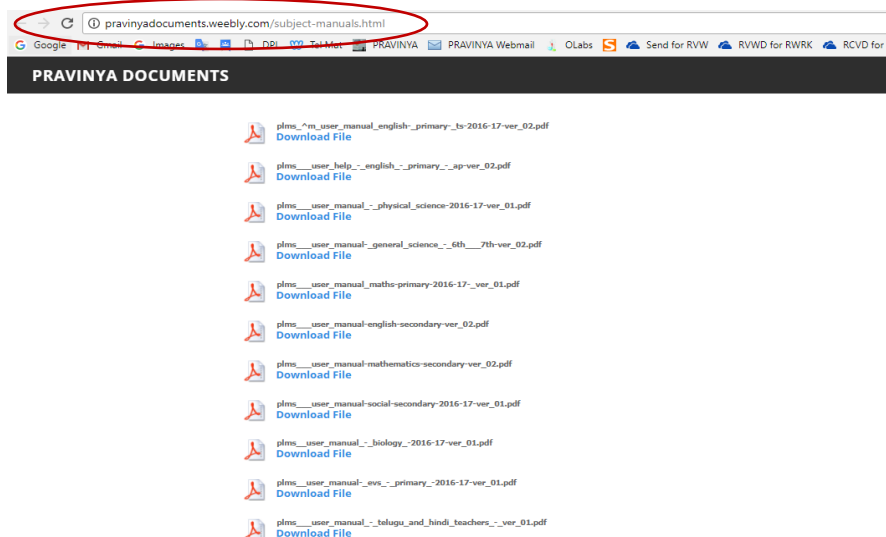 pravinyadocuments.weebly.com/subject-manuals.html
Google Gmail Images DPI Tel Mat PRAVINYA PRAVINYA Webmail OLabs S Send for RVW RVWD for RWRK RCVD for
PRAVINYA DOCUMENTS
plms_^m_user_manual_english-_primary-_ts-2016-17-ver_02.pdf
Download File
plms___user_help_-_english_-_primary_-_ap-ver_02.pdf
Download File
plms___user_manual_-_physical_science-2016-17-ver_01.pdf
Download File
plms___user_manual-_general_science_-_6th___7th-ver_02.pdf
Download File
plms___user_manual_maths-primary-2016-17-_ver_01.pdf
Download File
plms___user_manual-english-secondary-ver_02.pdf
Download File
plms___user_manual-mathematics-secondary-ver_02.pdf
Download File
plms___user_manual-social-secondary-2016-17-ver_01.pdf
Download File
plms__user_manual_-_biology_-2016-17-ver_01.pdf
Download File
plms__user_manual-_evs_-_primary_-2016-17-ver_01.pdf
Download File
plms___user_manual_-_telugu_and_hindi_teachers_-_ver_01.pdf
Download File